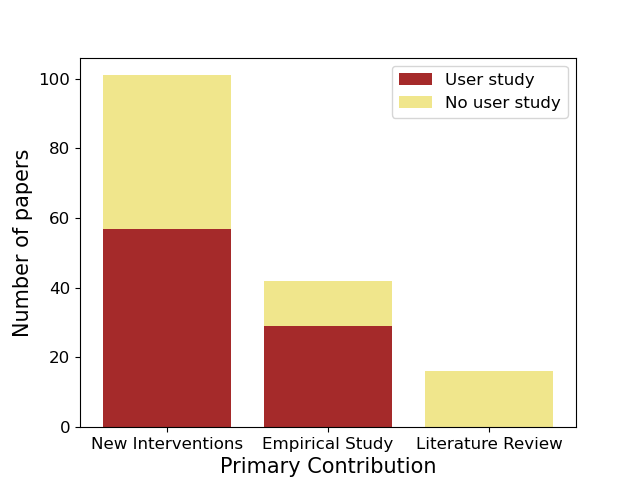 User study
No user study
Number of papers
100
80
60
40
20
0
New Interventions
Empirical Study
Literature Review
Primary Contribution